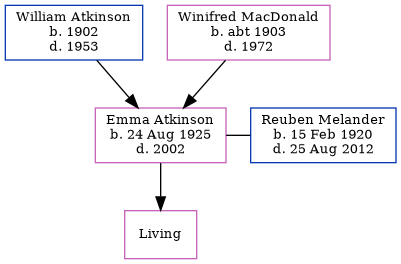 William Atkinson
b. 1902
d. 1953
Winifred MacDonald
b. abt 1903
d. 1972
Emma Atkinson
b. 24 Aug 1925
d. 2002
Reuben Melander
b. 15 Feb 1920
d. 25 Aug 2012
Living